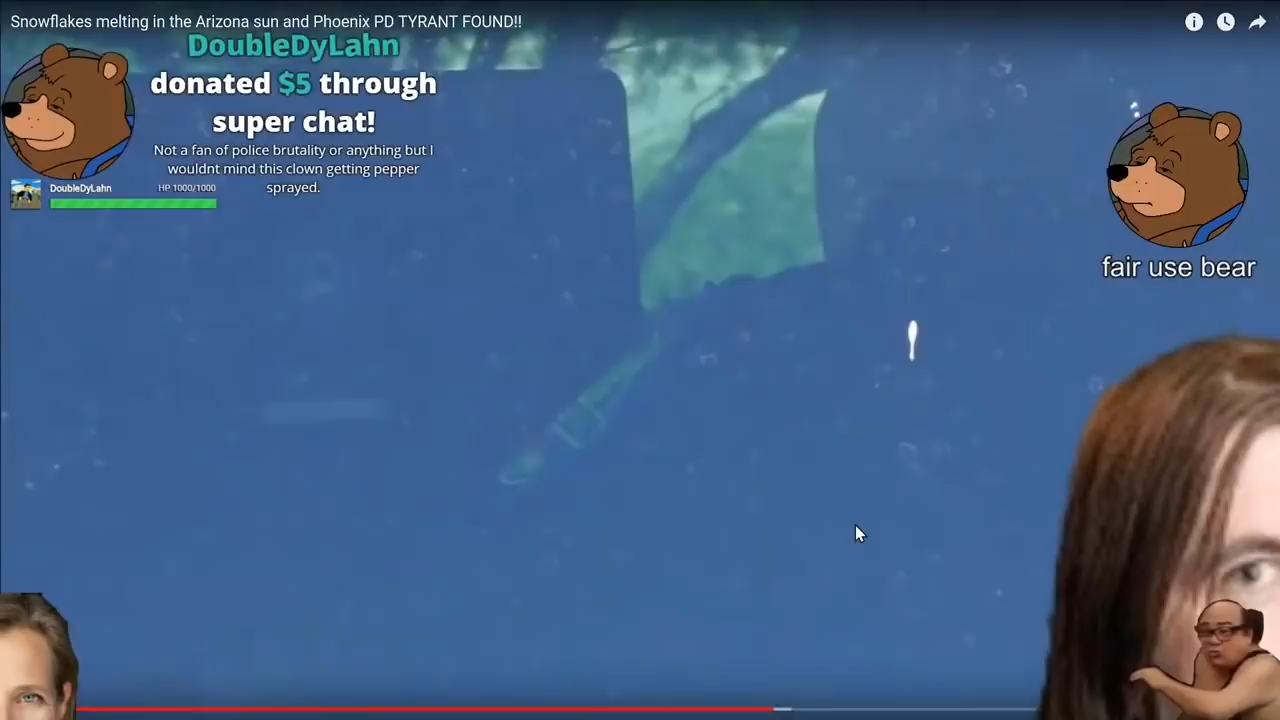 Snowflakes melting in the Arizona sun and Phoenix PD TYRANT FOUND!!
DoubleDyLahn
donated $5 through
super chat!
Not a fan of police brutality or anything but I
wouldnt mind this clown getting pepper
sprayed.
DoubleDyLahn HP 1000/1000
fair use bear